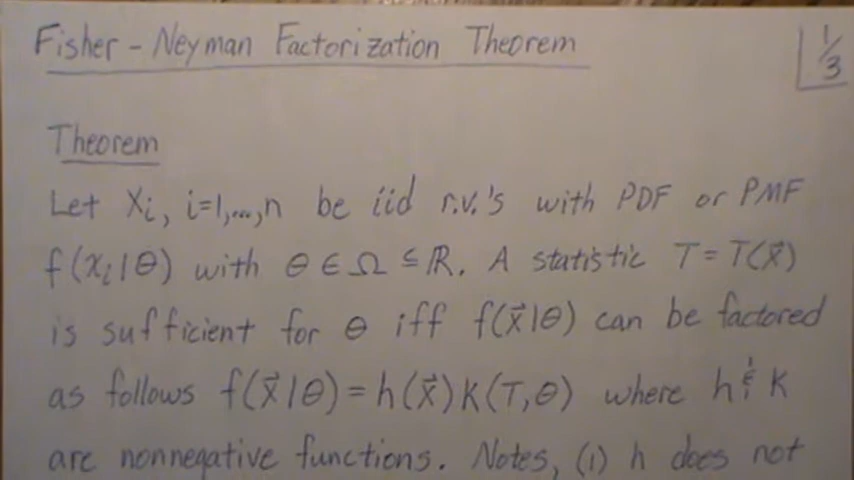 Fisher-Neyman Factorization Theorem
1/3
Theorem
Let Xi, i=1,...,n be iid r.v.'s with PDF or PMF
f(xi|θ) with θ∈Ω⊆ℝ. A statistic T=T(x⃗)
is sufficient for θ iff f(x⃗|θ) can be factored
as follows f(x⃗|θ)=h(x⃗)K(T,θ) where h & K
are nonnegative functions. Notes, (1) h does not